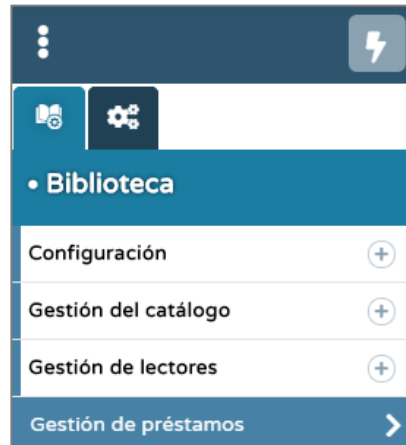 • Biblioteca
Configuración
Gestión del catálogo
Gestión de lectores
Gestión de préstamos